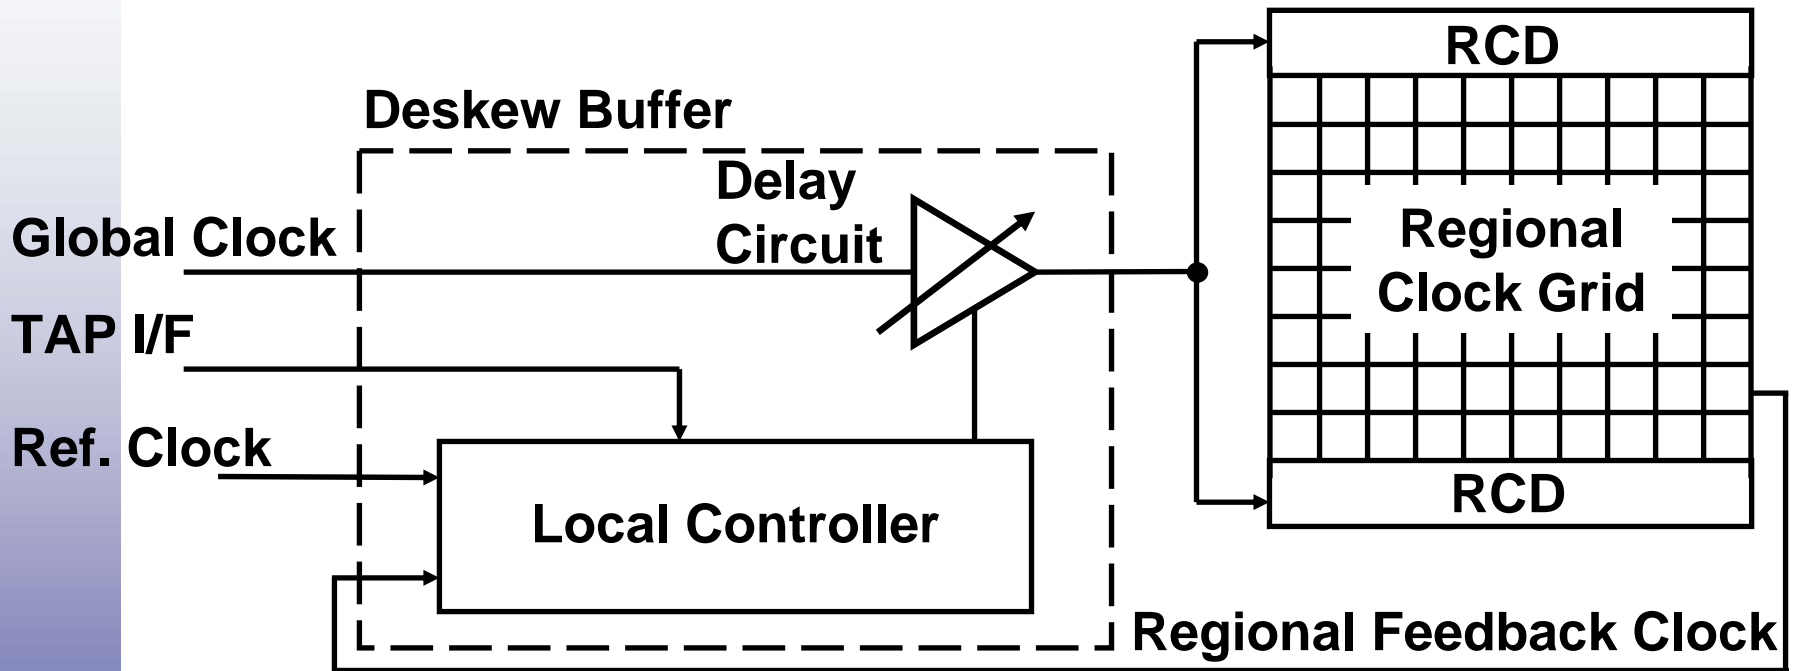 RCD
Deskew Buffer
Delay
Circuit
Global Clock
Regional
Clock Grid
TAP I/F
Ref. Clock
RCD
Local Controller
Regional Feedback Clock